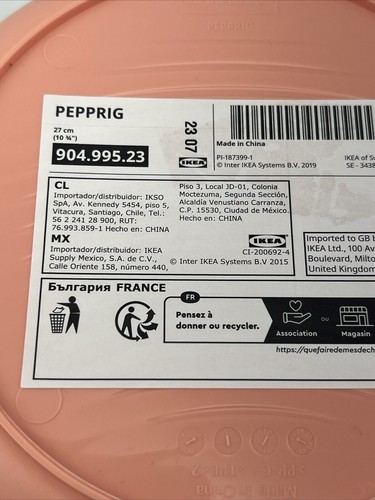 PEPPRIG
27 cm
(10 ¾")
904.995.23
23 07
IKEA
Made in China
PI-187399-1
© Inter IKEA Systems B.V. 2019
IKEA of Sw
SE - 3438
CL
Importador/distribuidor: IKSO
SpA, Av. Kennedy 5454, piso 5,
Vitacura, Santiago, Chile, Tel.:
56 2 241 28 900, RUT:
76.993.859-1 Hecho en: CHINA
MX
Importador/distribuidor: IKEA
Supply Mexico, S.A. de C.V.,
Calle Oriente 158, número 440,
Piso 3, Local JD-01, Colonia
Moctezuma, Segunda Sección,
Alcaldía Venustiano Carranza,
C.P. 15530, Ciudad de México.
Hecho en: CHINA
IKEA
CI-200692-4
© Inter IKEA Systems B.V 2015
Imported to GB b
IKEA Ltd., 100 Av
Boulevard, Milto
United Kingdom
България FRANCE
FR
Pensez à
donner ou recycler.
Association
OU
Magasin
https://quefairedemesdech